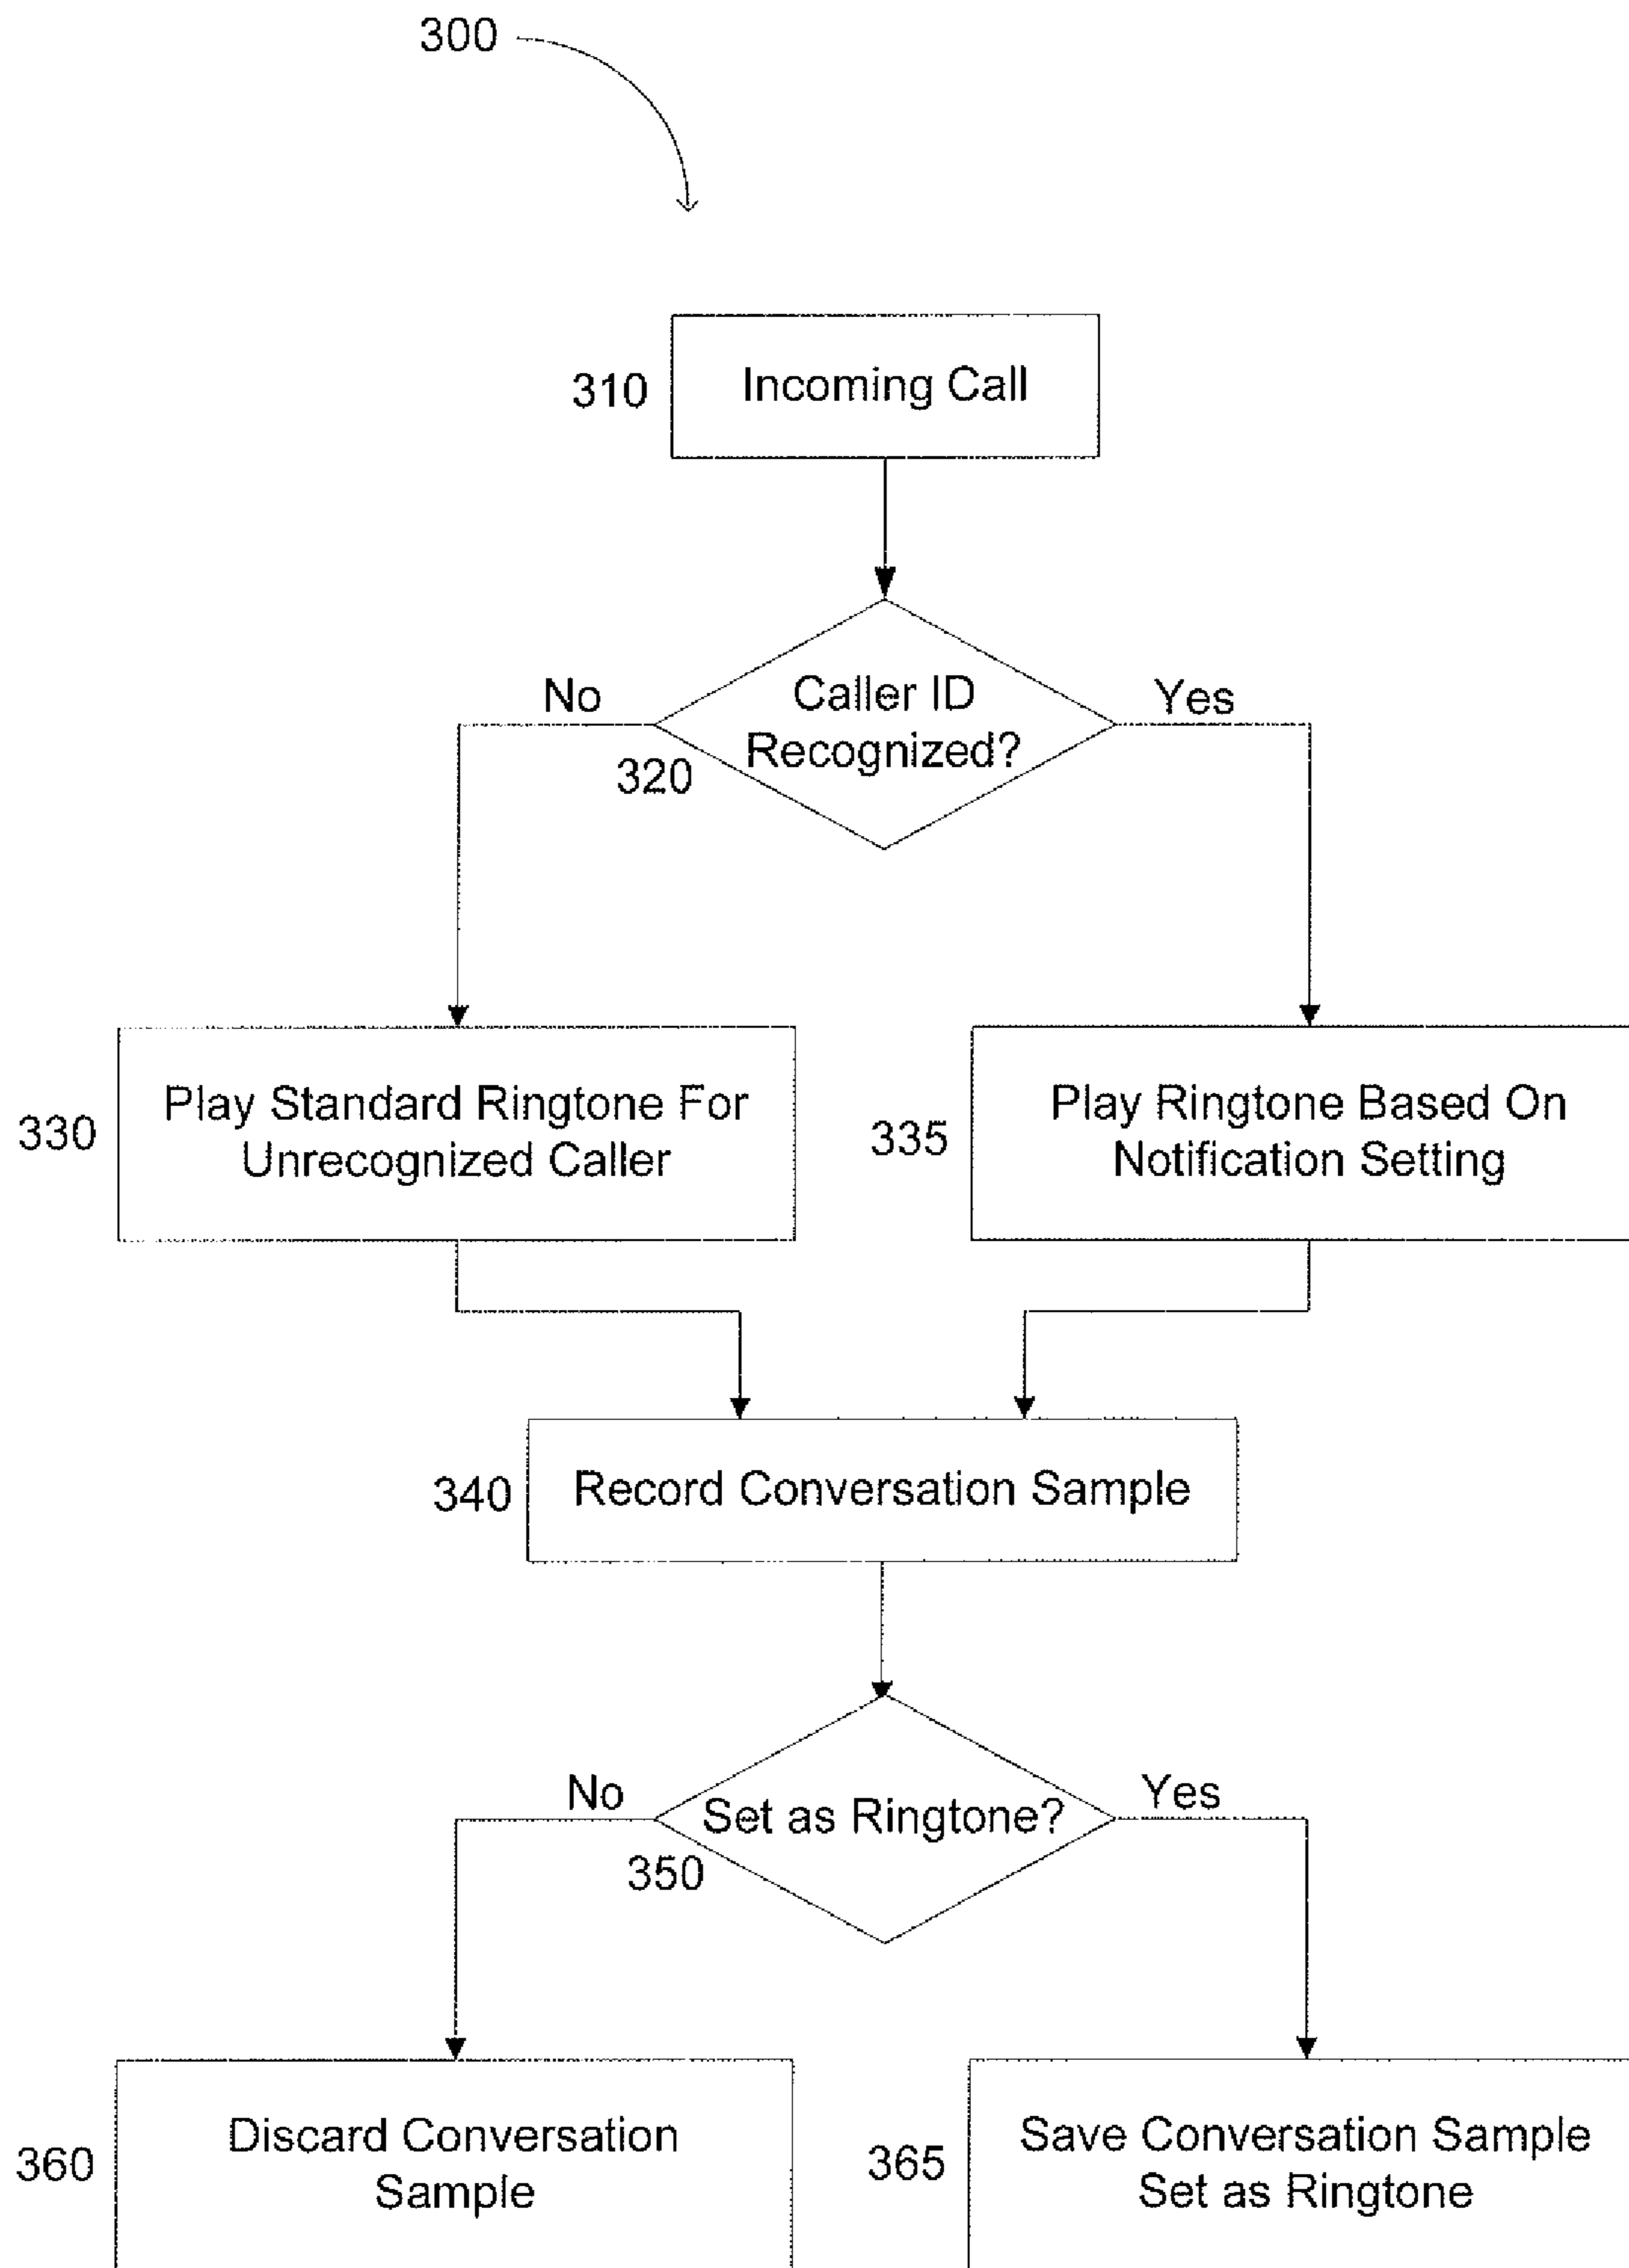 300
310
Incoming Call
No
Caller ID
Recognized?
Yes
320
330
Play Standard Ringtone For
Unrecognized Caller
335
Play Ringtone Based On
Notification Setting
340
Record Conversation Sample
No
Set as Ringtone?
Yes
350
360
Discard Conversation
Sample
365
Save Conversation Sample
Set as Ringtone